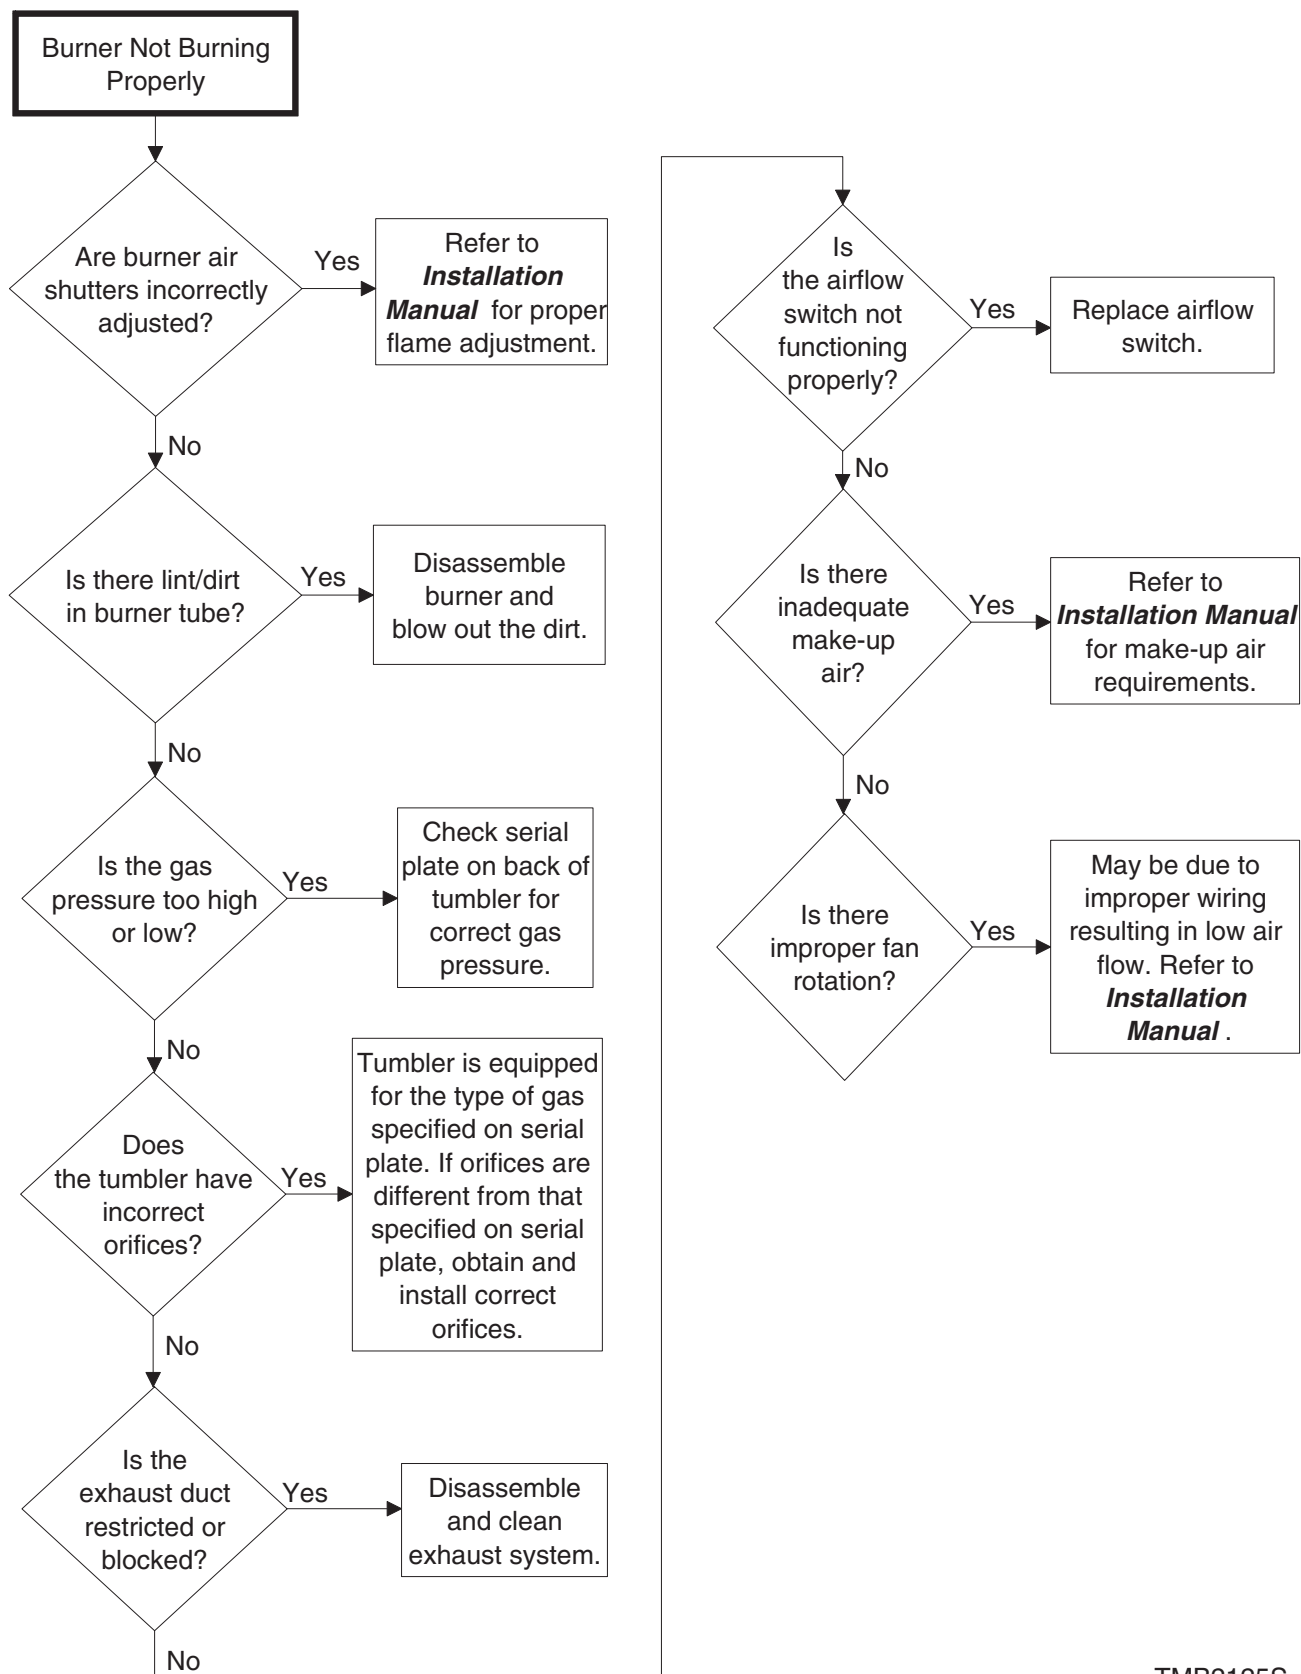 Burner Not Burning
Properly
Are burner air
shutters incorrectly
adjusted?
Yes
Refer to
Installation
Manual for proper
flame adjustment.
No
Is there lint/dirt
in burner tube?
Yes
Disassemble
burner and
blow out the dirt.
No
Is the gas
pressure too high
or low?
Yes
Check serial
plate on back of
tumbler for
correct gas
pressure.
No
Does
the tumbler have
incorrect
orifices?
Yes
Tumbler is equipped
for the type of gas
specified on serial
plate. If orifices are
different from that
specified on serial
plate, obtain and
install correct
orifices.
No
Is the
exhaust duct
restricted or
blocked?
Yes
Disassemble
and clean
exhaust system.
No
Is
the airflow
switch not
functioning
properly?
Yes
Replace airflow
switch.
No
Is there
inadequate
make-up
air?
Yes
Refer to
Installation Manual
for make-up air
requirements.
No
Is there
improper fan
rotation?
Yes
May be due to
improper wiring
resulting in low air
flow. Refer to
Installation
Manual .